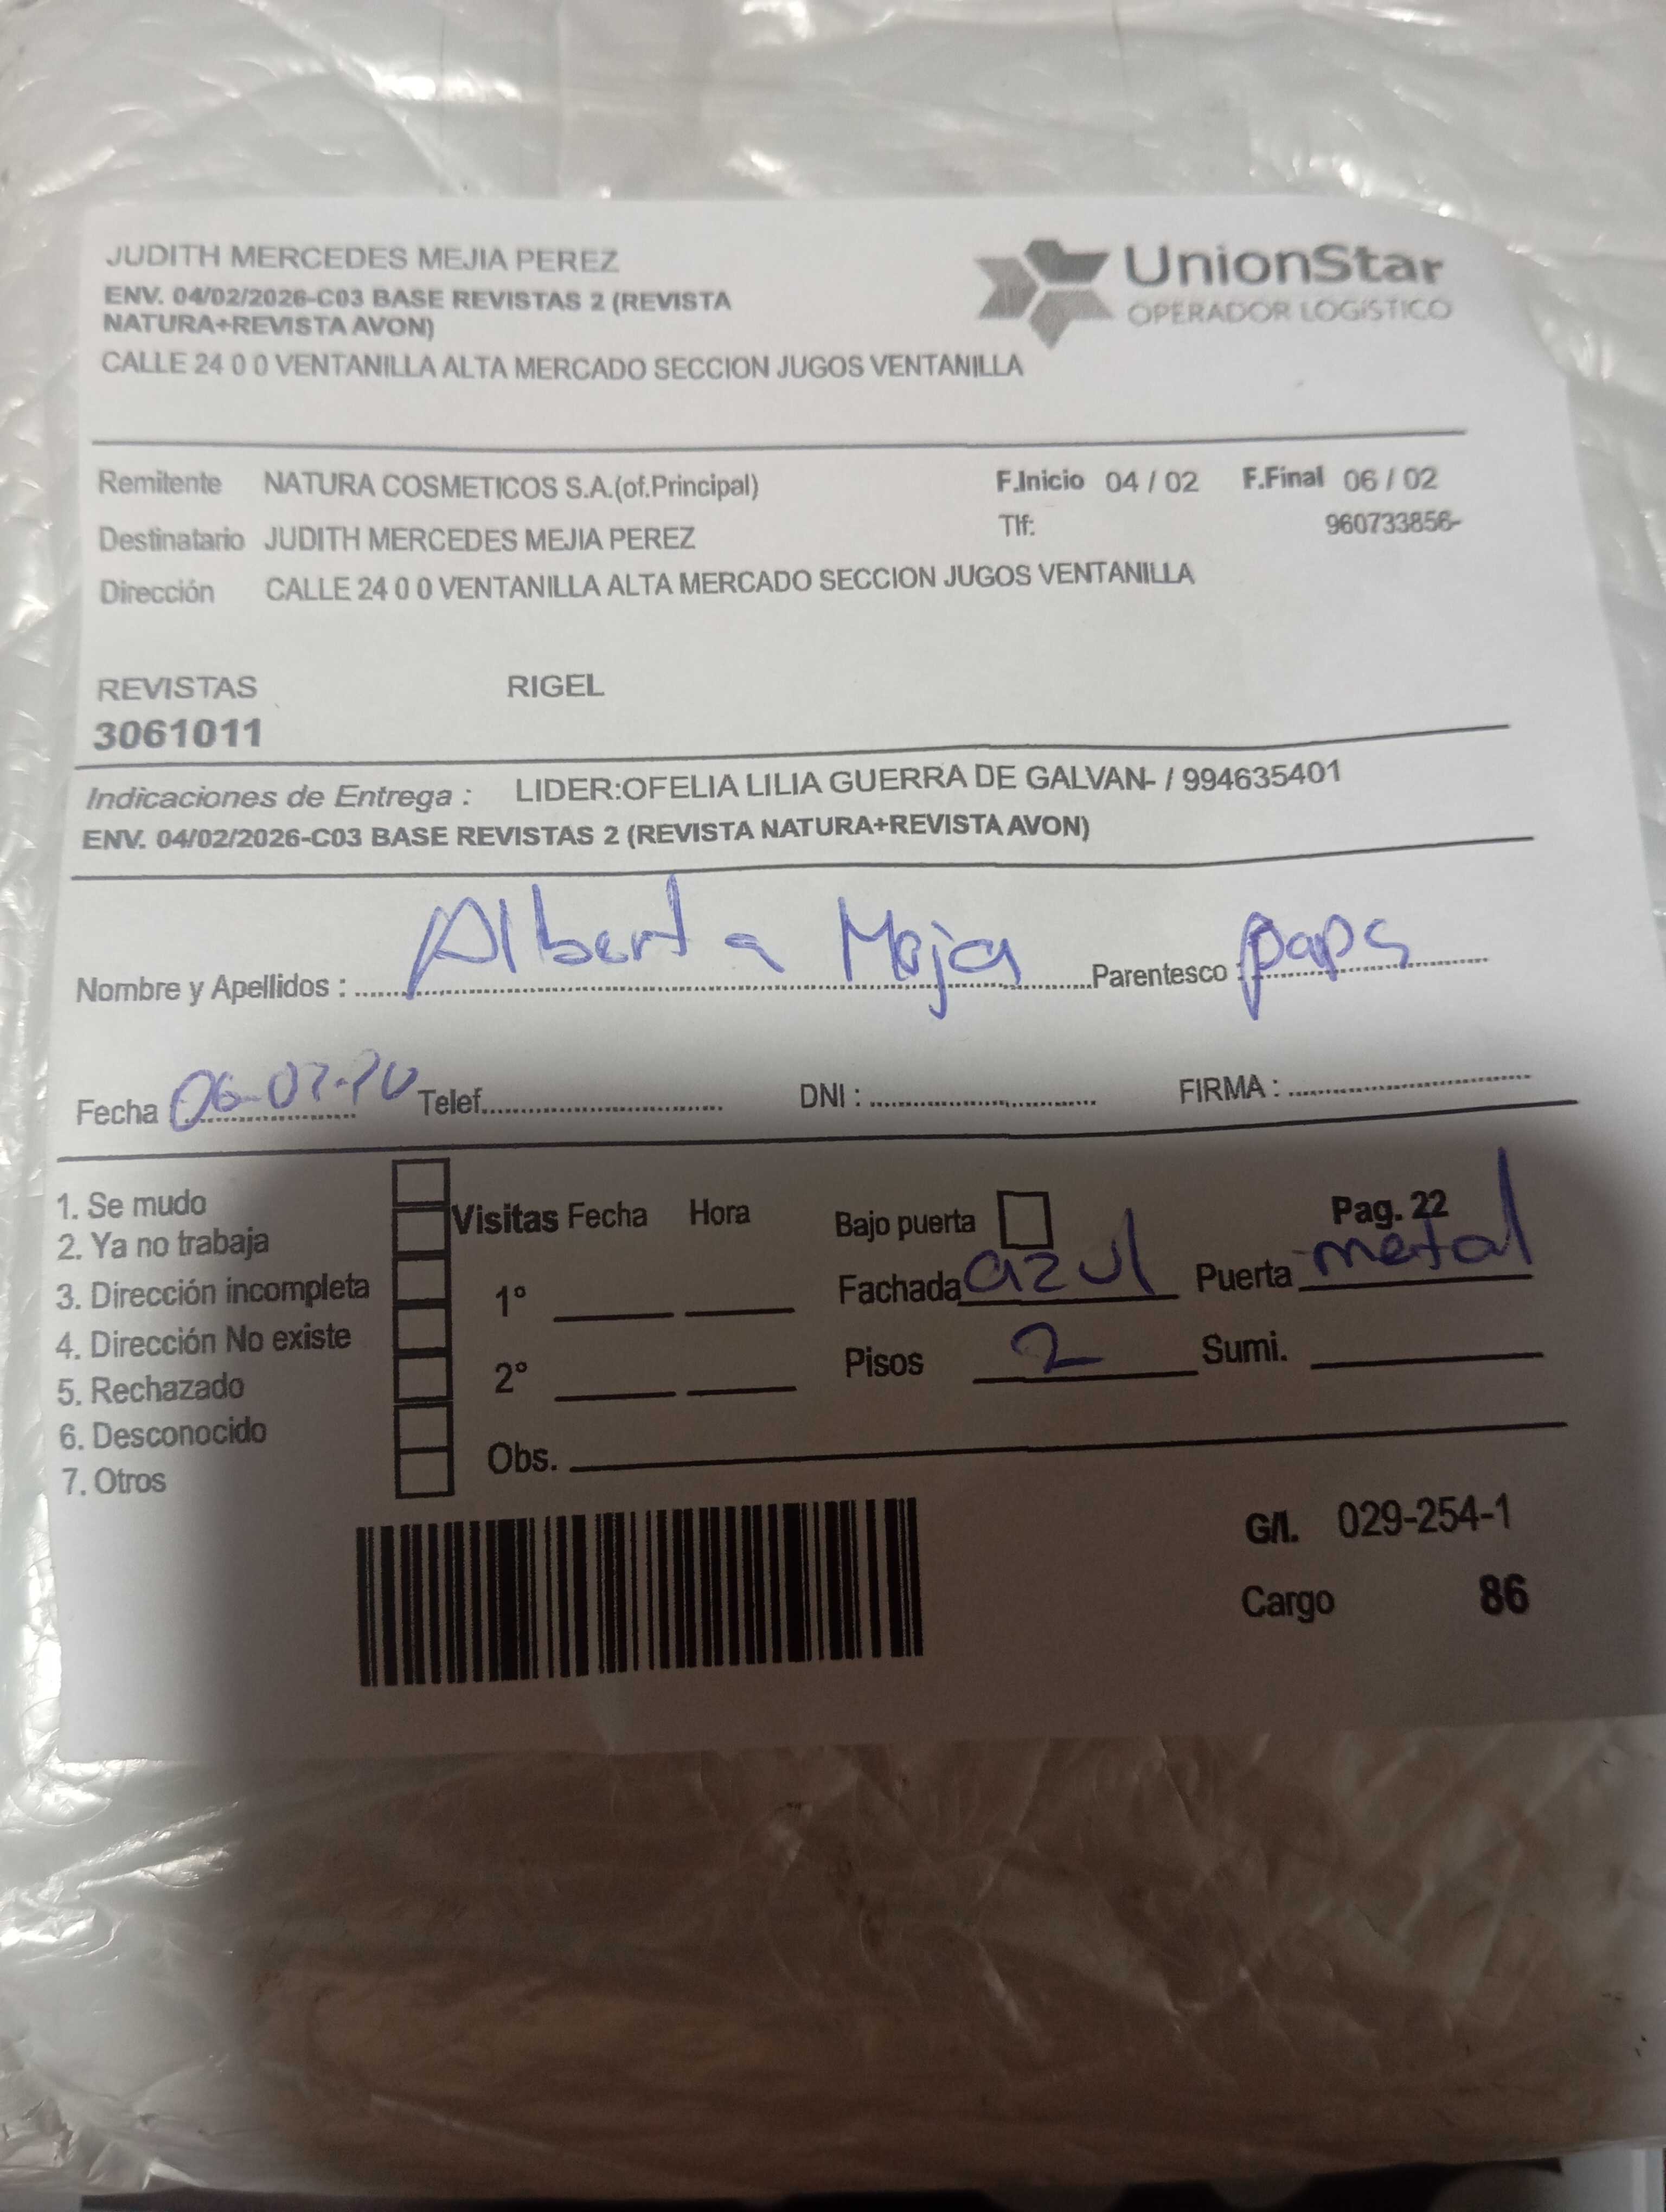 JUDITH MERCEDES MEJIA PEREZ
ENV. 04/02/2026-C03 BASE REVISTAS 2 (REVISTA
NATURA+REVISTA AVON)
CALLE 24 0 0 VENTANILLA ALTA MERCADO SECCION JUGOS VENTANILLA
UnionStar
OPERADOR LOGISTICO
Remitente NATURA COSMETICOS S.A.(of.Principal) F.Inicio 04 / 02 F.Final 06 / 02
Destinatario JUDITH MERCEDES MEJIA PEREZ Tlf: 960733856-
Dirección CALLE 24 0 0 VENTANILLA ALTA MERCADO SECCION JUGOS VENTANILLA
REVISTAS RIGEL
3061011
Indicaciones de Entrega : LIDER:OFELIA LILIA GUERRA DE GALVAN- / 994635401
ENV. 04/02/2026-C03 BASE REVISTAS 2 (REVISTA NATURA+REVISTA AVON)
Nombre y Apellidos : Parentesco :
Fecha Telef. DNI : FIRMA :
1. Se mudo
2. Ya no trabaja
3. Dirección incompleta
4. Dirección No existe
5. Rechazado
6. Desconocido
7. Otros
Visitas Fecha Hora
1°
2°
Obs.
Bajo puerta Pag. 22
Fachada azul Puerta metal
Pisos 2 Sumi.
G/I. 029-254-1
Cargo 86